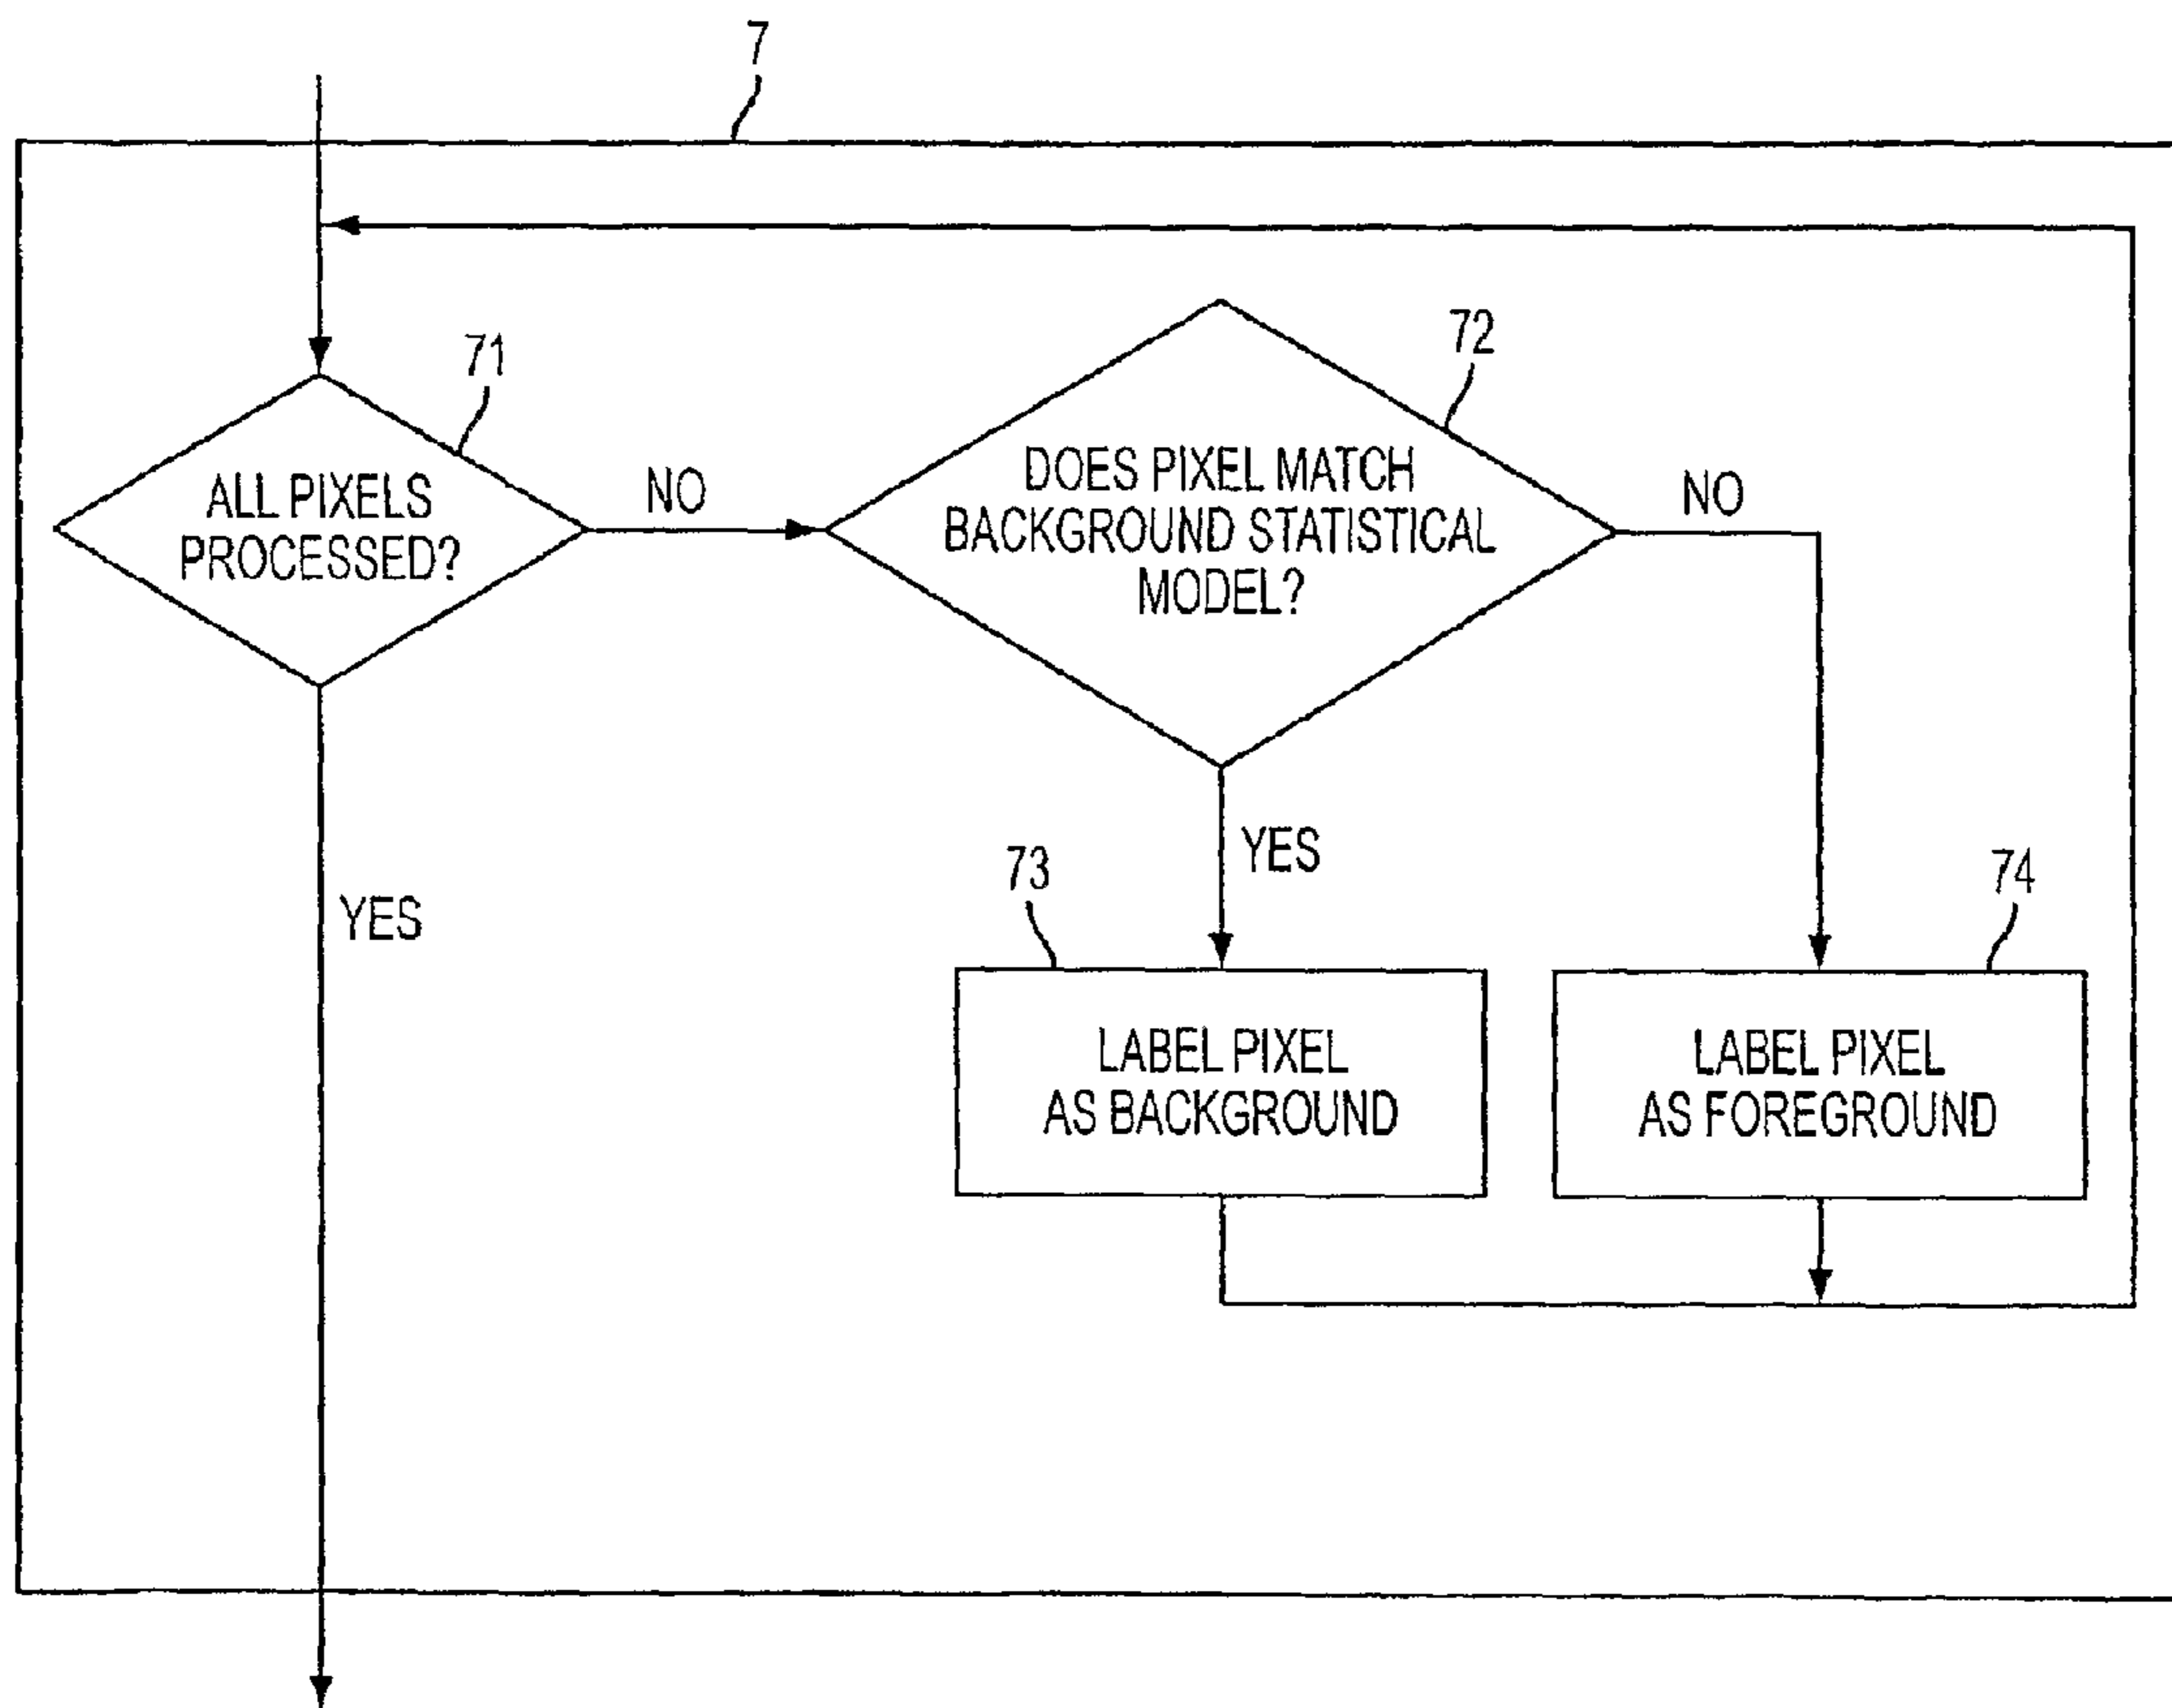 7
71
ALL PIXELS
PROCESSED?
NO
72
DOES PIXEL MATCH
BACKGROUND STATISTICAL
MODEL?
NO
YES
YES
73
LABEL PIXEL
AS BACKGROUND
74
LABEL PIXEL
AS FOREGROUND